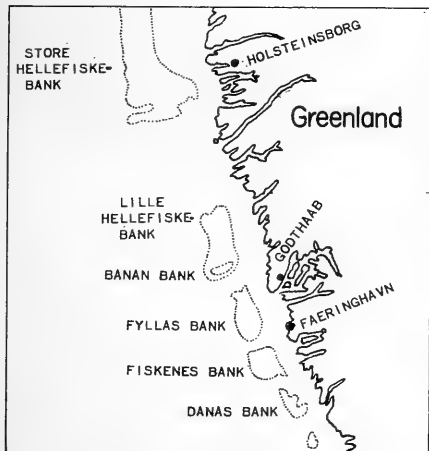 STORE
HELLEFISKE-
BANK
HOLSTEINSBORG
Greenland
LILLE
HELLEFISKE-
BANK
GODTHAAB
BANAN BANK
FAERINGHAVN
FYLLAS BANK
FISKENES BANK
DANAS BANK